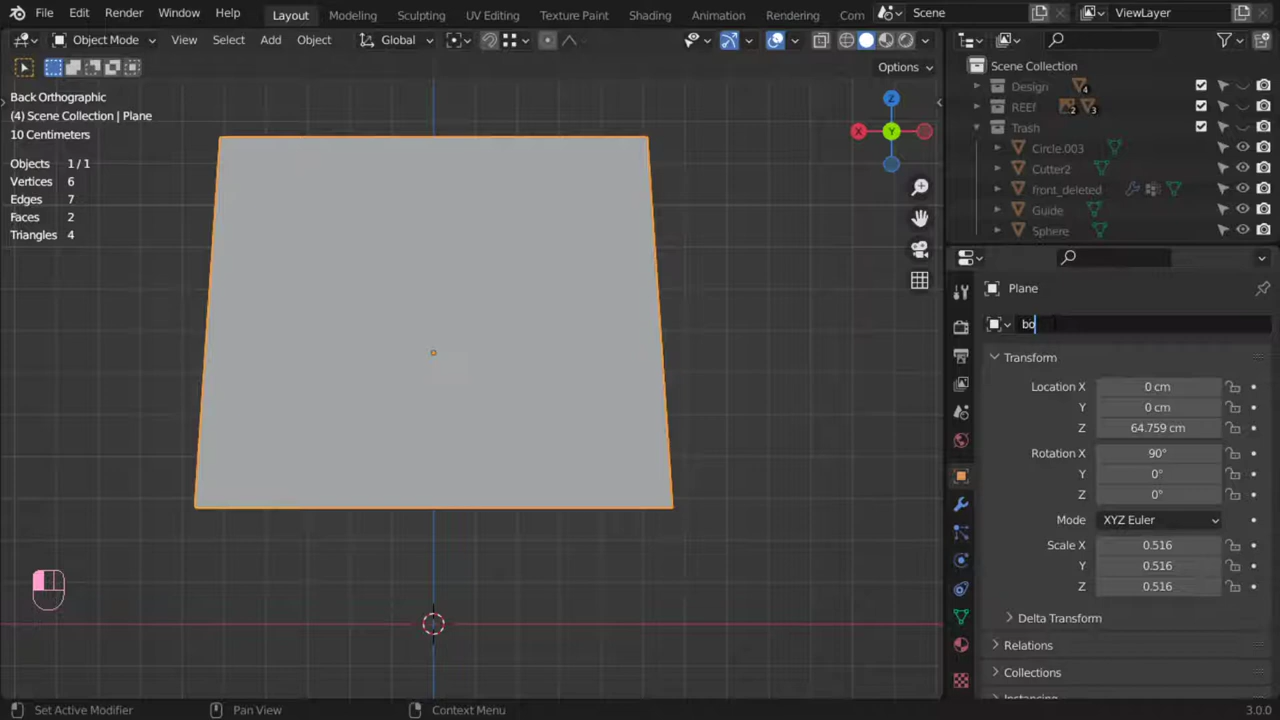 File Edit Render Window Help Layout Modeling Sculpting UV Editing Texture Paint Shading Animation Rendering Com Scene ViewLayer
Object Mode View Select Add Object Global
Options
Back Orthographic
(4) Scene Collection | Plane
10 Centimeters
Objects 1/1
Vertices 6
Edges 7
Faces 2
Triangles 4
Z
X
Y
Scene Collection
Design 4
REEf 2 3
Trash
Circle.003
Cutter2
front_deleted
Guide
Sphere
Plane
bo
Transform
Location X 0 cm
Y 0 cm
Z 64.759 cm
Rotation X 90°
Y 0°
Z 0°
Mode XYZ Euler
Scale X 0.516
Y 0.516
Z 0.516
Delta Transform
Relations
Collections
Instancing
Set Active Modifier Pan View Context Menu 3.0.0